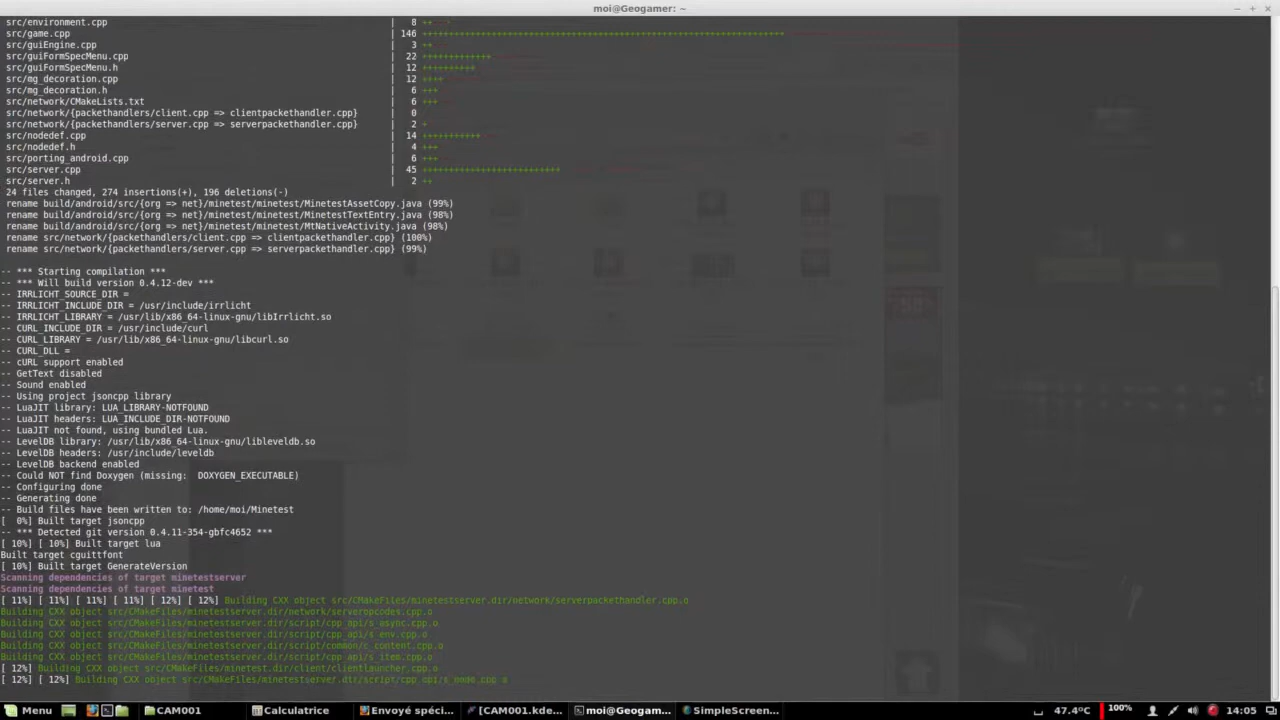 moi@Geogamer: ~
src/environment.cpp | 8 ++
src/game.cpp | 146
src/guiEngine.cpp | 3 ++
src/guiFormSpecMenu.cpp | 22 +++++++++++++
src/guiFormSpecMenu.h | 12 ++++++++++
src/mg_decoration.cpp | 12 ++++
src/mg_decoration.h | 6 +++
src/network/CMakeLists.txt | 6 +++
src/network/{packethandlers/client.cpp => clientpackethandler.cpp} | 0
src/network/{packethandlers/server.cpp => serverpackethandler.cpp} | 2 +
src/nodedef.cpp | 14 +++++++++++
src/nodedef.h | 4 +++
src/porting_android.cpp | 6 +++
src/server.cpp | 45
src/server.h | 2 ++
24 files changed, 274 insertions(+), 196 deletions(-)
rename build/android/src/{org => net}/minetest/minetest/MinetestAssetCopy.java (99%)
rename build/android/src/{org => net}/minetest/minetest/MinetestTextEntry.java (98%)
rename build/android/src/{org => net}/minetest/minetest/MtNativeActivity.java (98%)
rename src/network/{packethandlers/client.cpp => clientpackethandler.cpp} (100%)
rename src/network/{packethandlers/server.cpp => serverpackethandler.cpp} (99%)
-- *** Starting compilation ***
-- *** Will build version 0.4.12-dev ***
-- IRRLICHT_SOURCE_DIR =
-- IRRLICHT_INCLUDE_DIR = /usr/include/irrlicht
-- IRRLICHT_LIBRARY = /usr/lib/x86_64-linux-gnu/libIrrlicht.so
-- CURL_INCLUDE_DIR = /usr/include/curl
-- CURL_LIBRARY = /usr/lib/x86_64-linux-gnu/libcurl.so
-- CURL_DLL =
-- cURL support enabled
-- GetText disabled
-- Sound enabled
-- Using project jsoncpp library
-- LuaJIT library: LUA_LIBRARY-NOTFOUND
-- LuaJIT headers: LUA_INCLUDE_DIR-NOTFOUND
-- LuaJIT not found, using bundled Lua.
-- LevelDB library: /usr/lib/x86_64-linux-gnu/libleveldb.so
-- LevelDB headers: /usr/include/leveldb
-- LevelDB backend enabled
-- Could NOT find Doxygen (missing:  DOXYGEN_EXECUTABLE)
-- Configuring done
-- Generating done
-- Build files have been written to: /home/moi/Minetest
[  0%] Built target jsoncpp
-- *** Detected git version 0.4.11-354-gbfc4652 ***
[ 10%] [ 10%] Built target lua
Built target cguittfont
[ 10%] Built target GenerateVersion
Scanning dependencies of target minetestserver
Scanning dependencies of target minetest
[ 11%] [ 11%] [ 11%] [ 11%] [ 12%] [ 12%] Building CXX object src/CMakeFiles/minetestserver.dir/network/serverpackethandler.cpp.o
Building CXX object src/CMakeFiles/minetestserver.dir/network/serveropcodes.cpp.o
Building CXX object src/CMakeFiles/minetestserver.dir/script/cpp_api/s_async.cpp.o
Building CXX object src/CMakeFiles/minetestserver.dir/script/cpp_api/s_env.cpp.o
Building CXX object src/CMakeFiles/minetestserver.dir/script/common/c_content.cpp.o
Building CXX object src/CMakeFiles/minetestserver.dir/script/cpp_api/s_item.cpp.o
[ 12%] Building CXX object src/CMakeFiles/minetest.dir/client/clientlauncher.cpp.o
[ 12%] [ 12%] Building CXX object src/CMakeFiles/minetestserver.dir/script/cpp_api/s_node.cpp.o
Menu CAM001 Calculatrice Envoyé spéci... [CAM001.kde... moi@Geogam... SimpleScreen... 47.4°C 100% 14:05